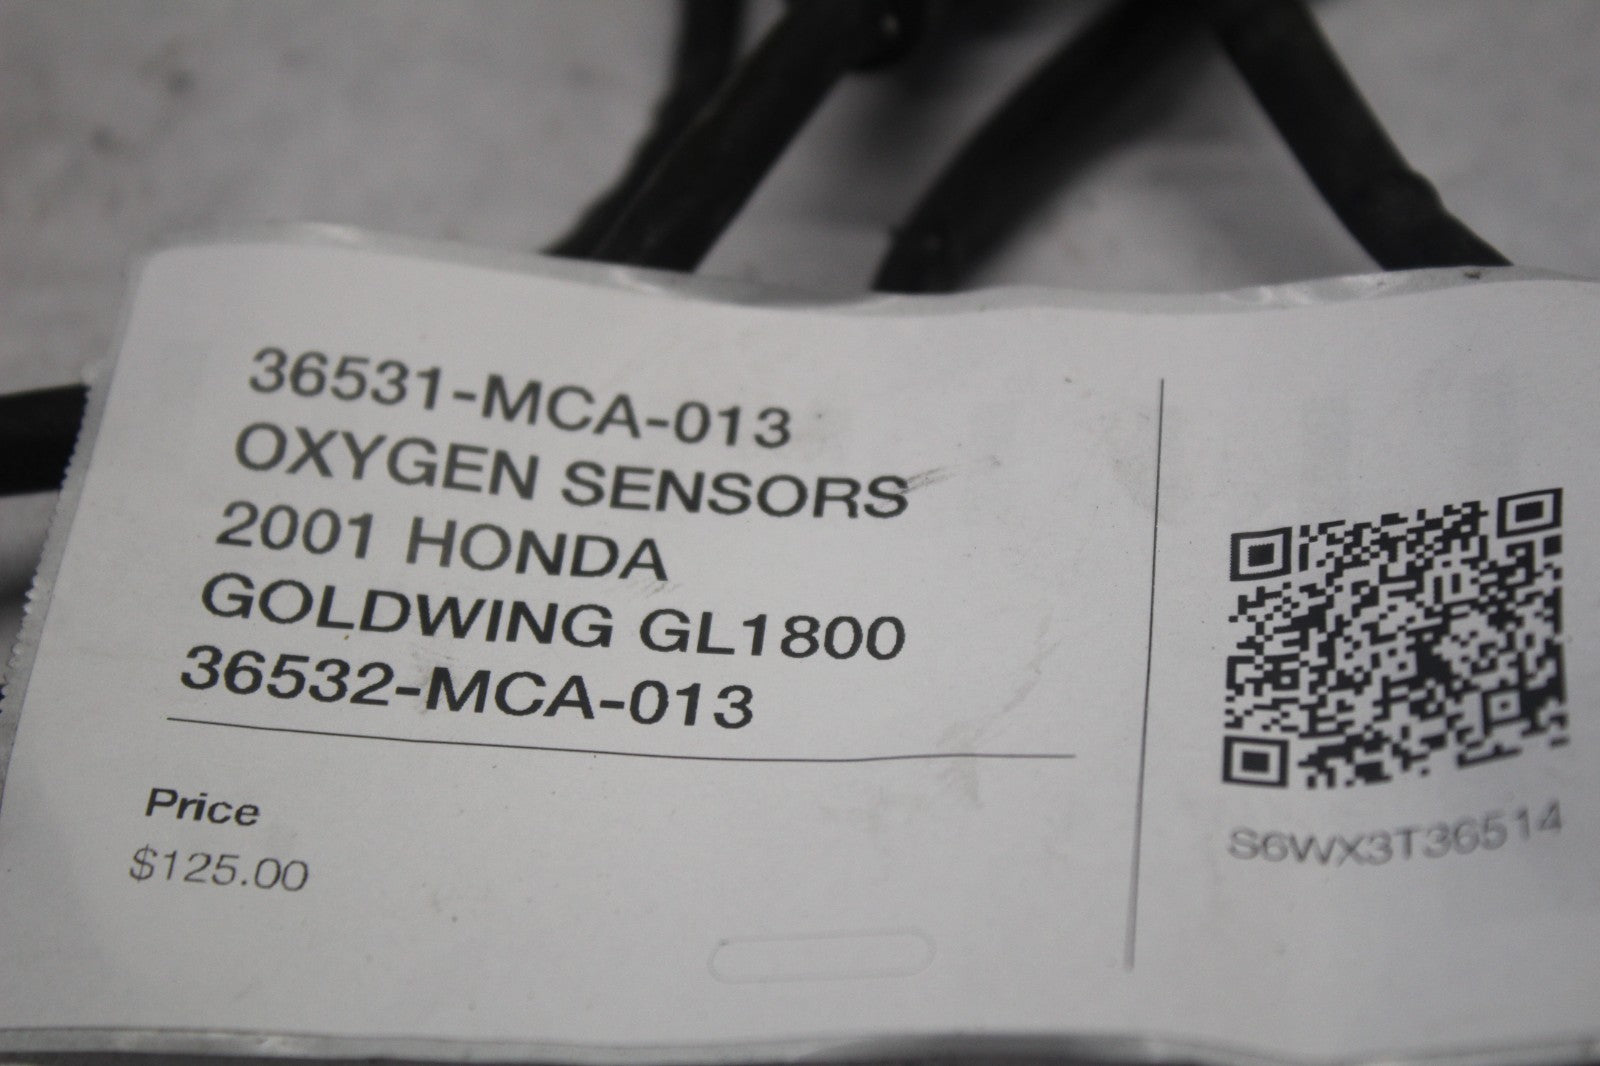 36531-MCA-013
OXYGEN SENSORS
2001 HONDA
GOLDWING GL1800
36532-MCA-013
Price
$125.00
S6WX3T36514